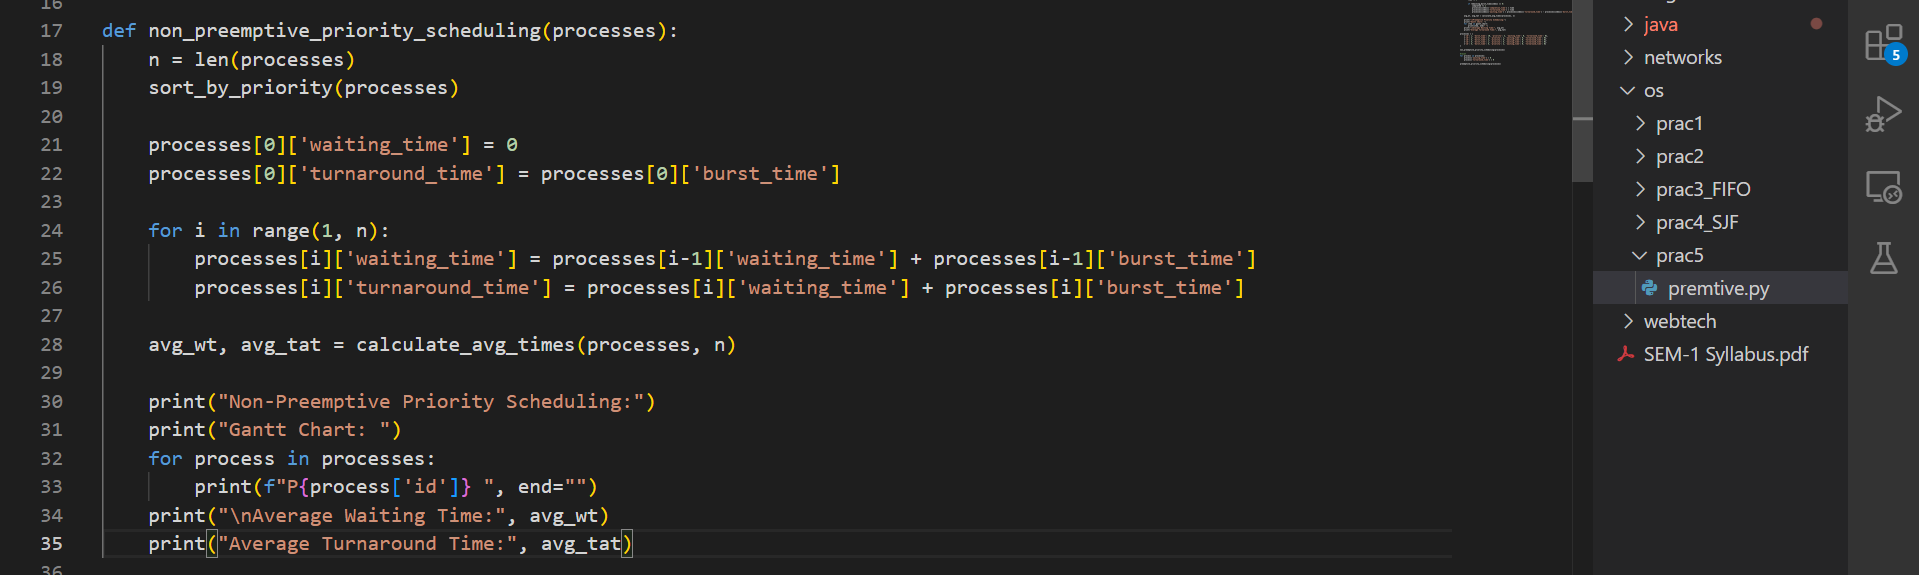 16
17 def non_preemptive_priority_scheduling(processes):
18     n = len(processes)
19     sort_by_priority(processes)
20
21     processes[0]['waiting_time'] = 0
22     processes[0]['turnaround_time'] = processes[0]['burst_time']
23
24     for i in range(1, n):
25         processes[i]['waiting_time'] = processes[i-1]['waiting_time'] + processes[i-1]['burst_time']
26         processes[i]['turnaround_time'] = processes[i]['waiting_time'] + processes[i]['burst_time']
27
28     avg_wt, avg_tat = calculate_avg_times(processes, n)
29
30     print("Non-Preemptive Priority Scheduling:")
31     print("Gantt Chart: ")
32     for process in processes:
33         print(f"P{process['id']} ", end="")
34     print("\nAverage Waiting Time:", avg_wt)
35     print("Average Turnaround Time:", avg_tat)
36
java
networks
os
prac1
prac2
prac3_FIFO
prac4_SJF
prac5
premtive.py
webtech
SEM-1 Syllabus.pdf
5